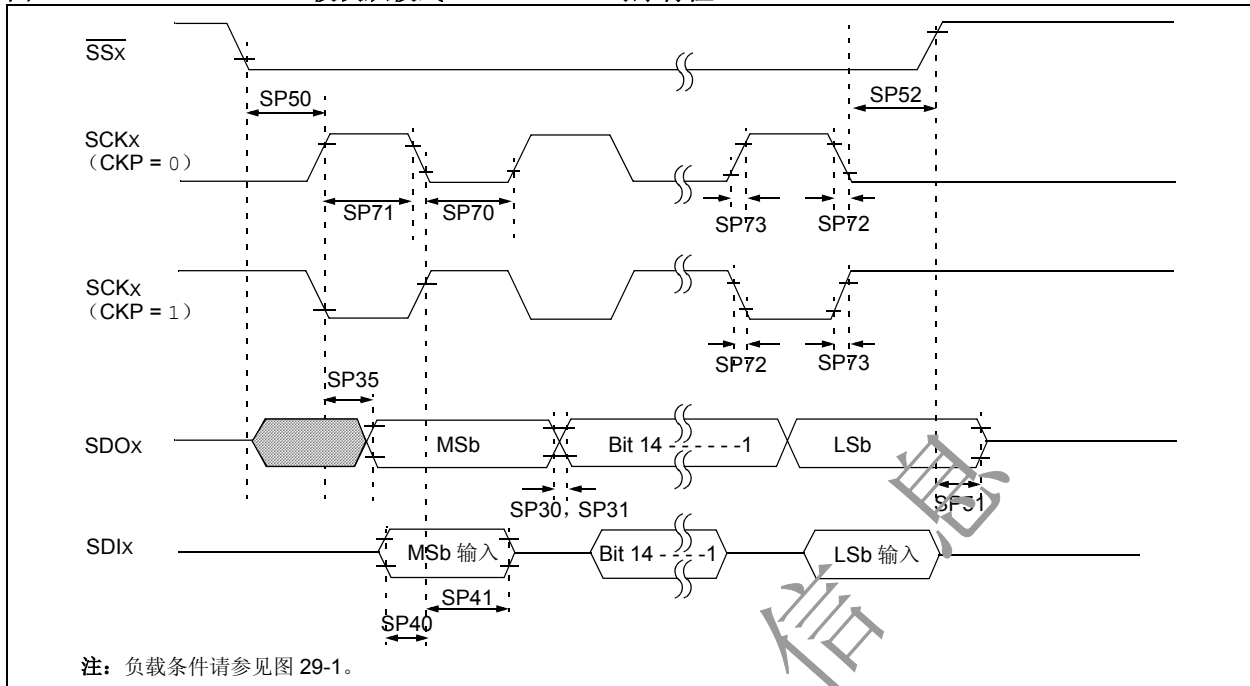 SSx
SP50
SP52
SCKx
（CKP = 0）
SP71
SP70
SP73
SP72
SCKx
（CKP = 1）
SP72
SP73
SP35
SDOx
MSb
Bit 14 - - - - - -1
LSb
SP30，SP31
SP51
SDIx
MSb 输入
Bit 14 - - - - -1
LSb 输入
SP41
SP40
信息
注：负载条件请参见图 29-1。